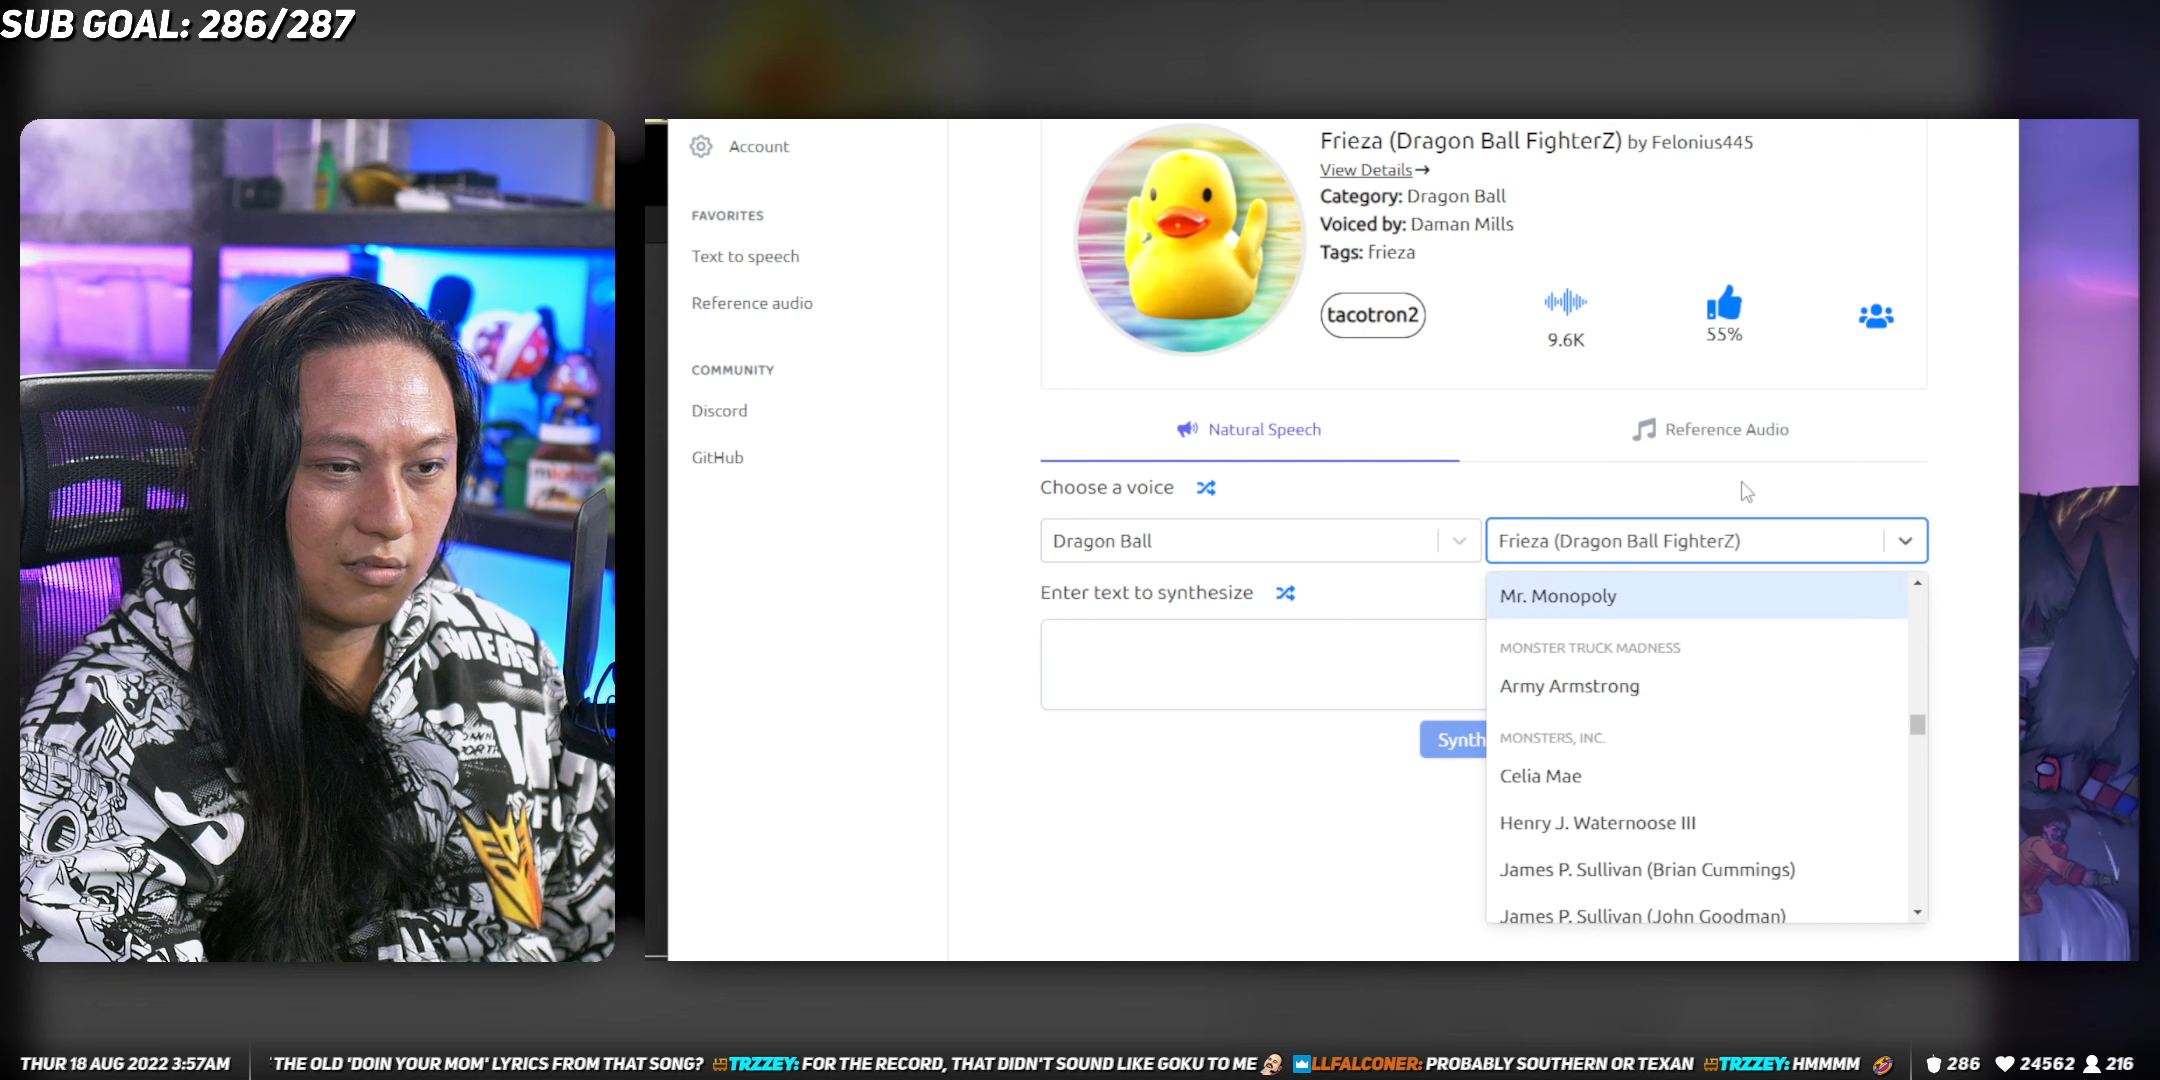 SUB GOAL: 286/287
Account
FAVORITES
Text to speech
Reference audio
COMMUNITY
Discord
GitHub
Frieza (Dragon Ball FighterZ) by Felonius445
View Details→
Category: Dragon Ball
Voiced by: Daman Mills
Tags: frieza
tacotron2
9.6K
55%
Natural Speech
Reference Audio
Choose a voice
Dragon Ball
Frieza (Dragon Ball FighterZ)
Enter text to synthesize
Synth
Mr. Monopoly
MONSTER TRUCK MADNESS
Army Armstrong
MONSTERS, INC.
Celia Mae
Henry J. Waternoose III
James P. Sullivan (Brian Cummings)
James P. Sullivan (John Goodman)
THUR 18 AUG 2022 3:57AM
THE OLD 'DOIN YOUR MOM' LYRICS FROM THAT SONG? TRZZEY: FOR THE RECORD, THAT DIDN'T SOUND LIKE GOKU TO ME LLFALCONER: PROBABLY SOUTHERN OR TEXAN TRZZEY: HMMMM
286 24562 216